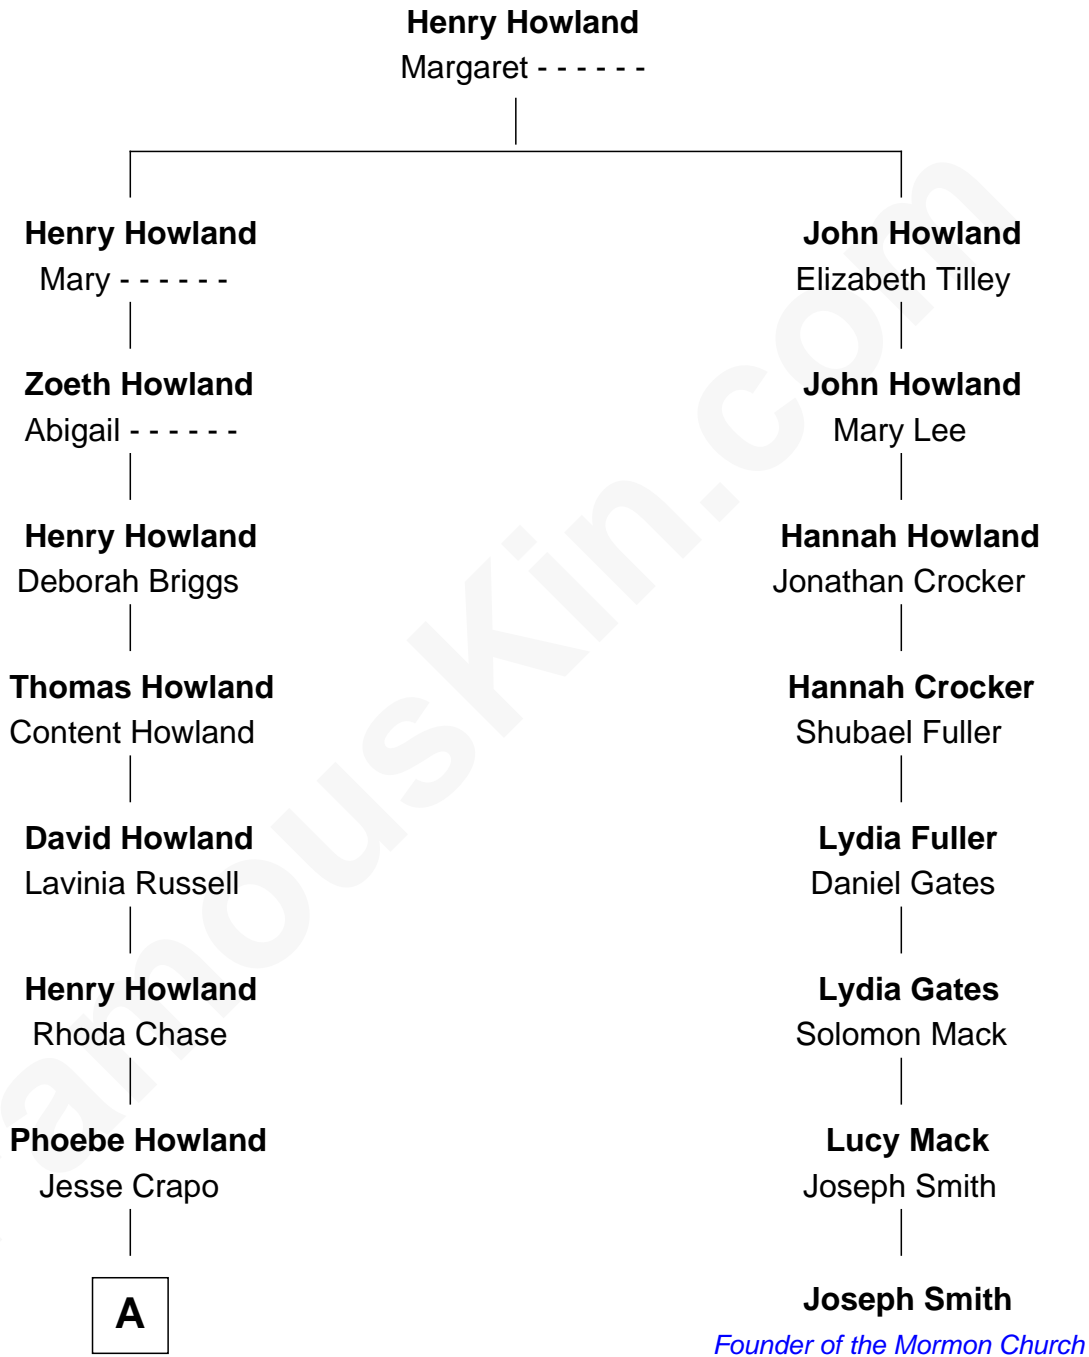 Henry Howland
Margaret - - - - - -
Henry Howland
Mary - - - - - -
John Howland
Elizabeth Tilley
Zoeth Howland
Abigail - - - - - -
John Howland
Mary Lee
Henry Howland
Deborah Briggs
Hannah Howland
Jonathan Crocker
Thomas Howland
Content Howland
Hannah Crocker
Shubael Fuller
David Howland
Lavinia Russell
Lydia Fuller
Daniel Gates
Henry Howland
Rhoda Chase
Lydia Gates
Solomon Mack
Phoebe Howland
Jesse Crapo
Lucy Mack
Joseph Smith
A
Joseph Smith
Founder of the Mormon Church
amousKin.com